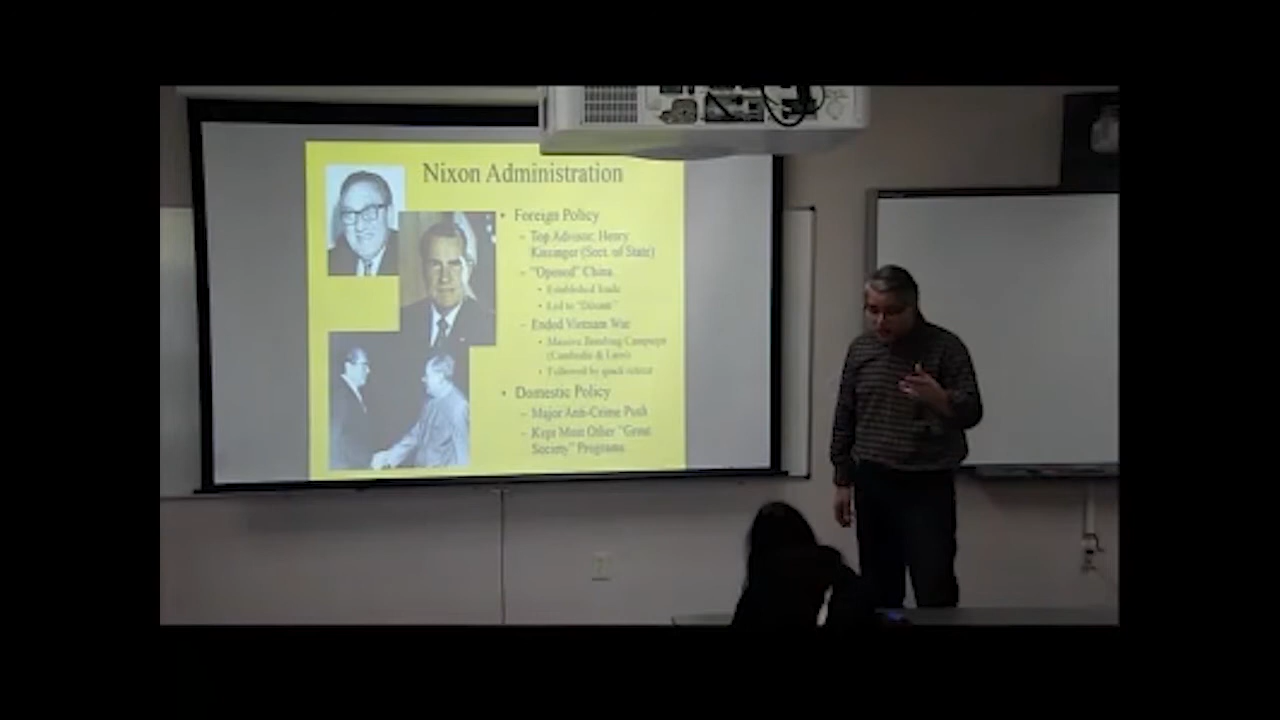 Nixon Administration
• Foreign Policy
– Top Advisor: Henry
Kissinger (Sect. of State)
– "Opened" China
• Established Trade
• Led to "Détente"
– Ended Vietnam War
• Massive Bombing Campaign
(Cambodia & Laos)
• Followed by quick retreat
• Domestic Policy
– Major Anti-Crime Push
– Kept Most Other "Great
Society" Programs